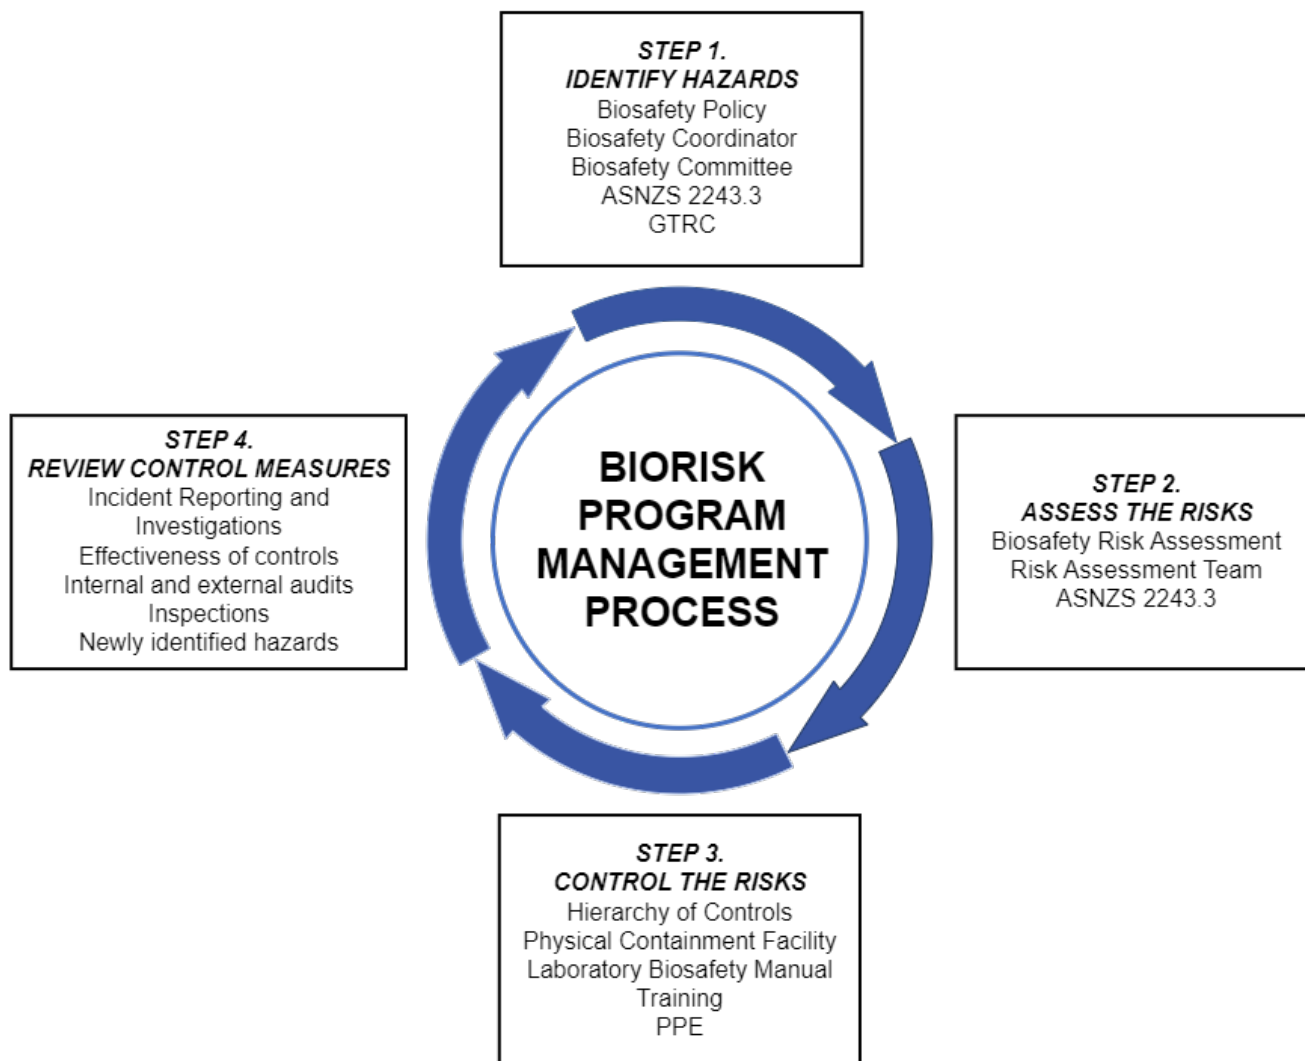 STEP 1.
IDENTIFY HAZARDS
Biosafety Policy
Biosafety Coordinator
Biosafety Committee
ASNZS 2243.3
GTRC
BIORISK
PROGRAM
MANAGEMENT
PROCESS
STEP 2.
ASSESS THE RISKS
Biosafety Risk Assessment
Risk Assessment Team
ASNZS 2243.3
STEP 3.
CONTROL THE RISKS
Hierarchy of Controls
Physical Containment Facility
Laboratory Biosafety Manual
Training
PPE
STEP 4.
REVIEW CONTROL MEASURES
Incident Reporting and
Investigations
Effectiveness of controls
Internal and external audits
Inspections
Newly identified hazards